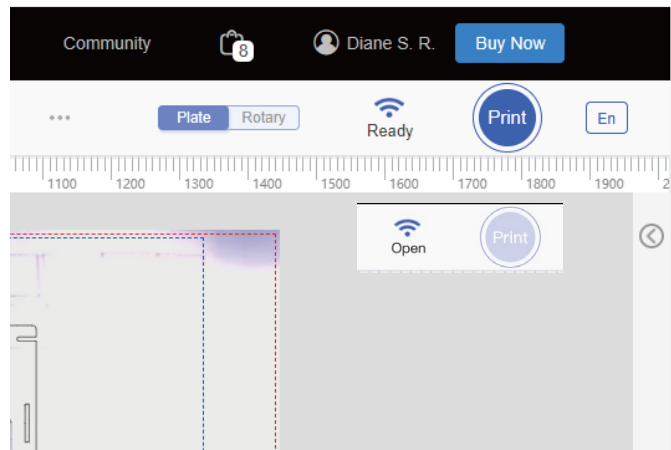 Community 8 Diane S. R. Buy Now
••• Plate Rotary Ready Print En
1100 1200 1300 1400 1500 1600 1700 1800 1900 2
Open Print